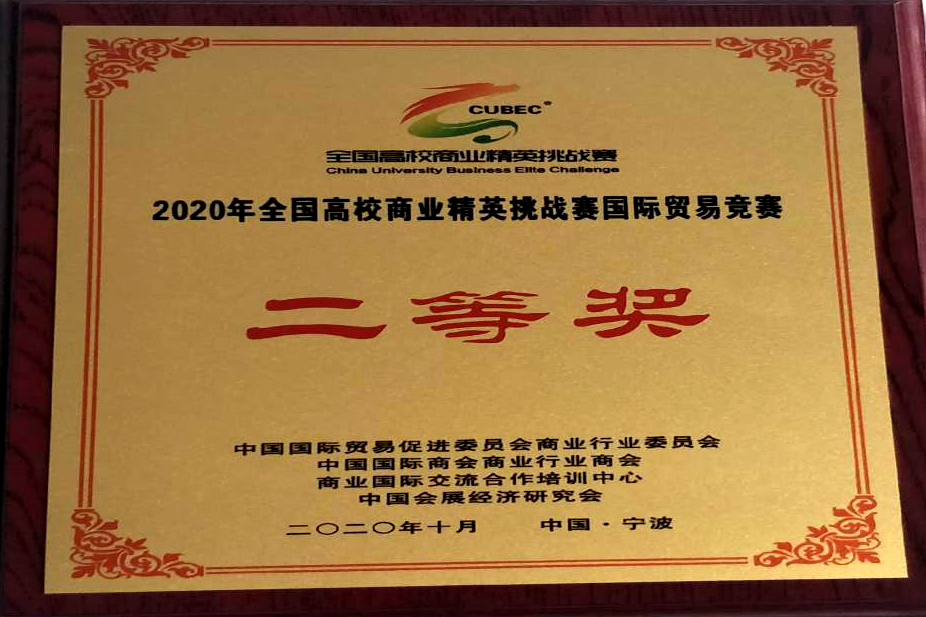 CUBEC®
全国高校商业精英挑战赛
China University Business Elite Challenge
2020年全国高校商业精英挑战赛国际贸易竞赛
二等奖
中国国际贸易促进委员会商业行业委员会
中国国际商会商业行业商会
商业国际交流合作培训中心
中国会展经济研究会
二〇二〇年十月 中国·宁波